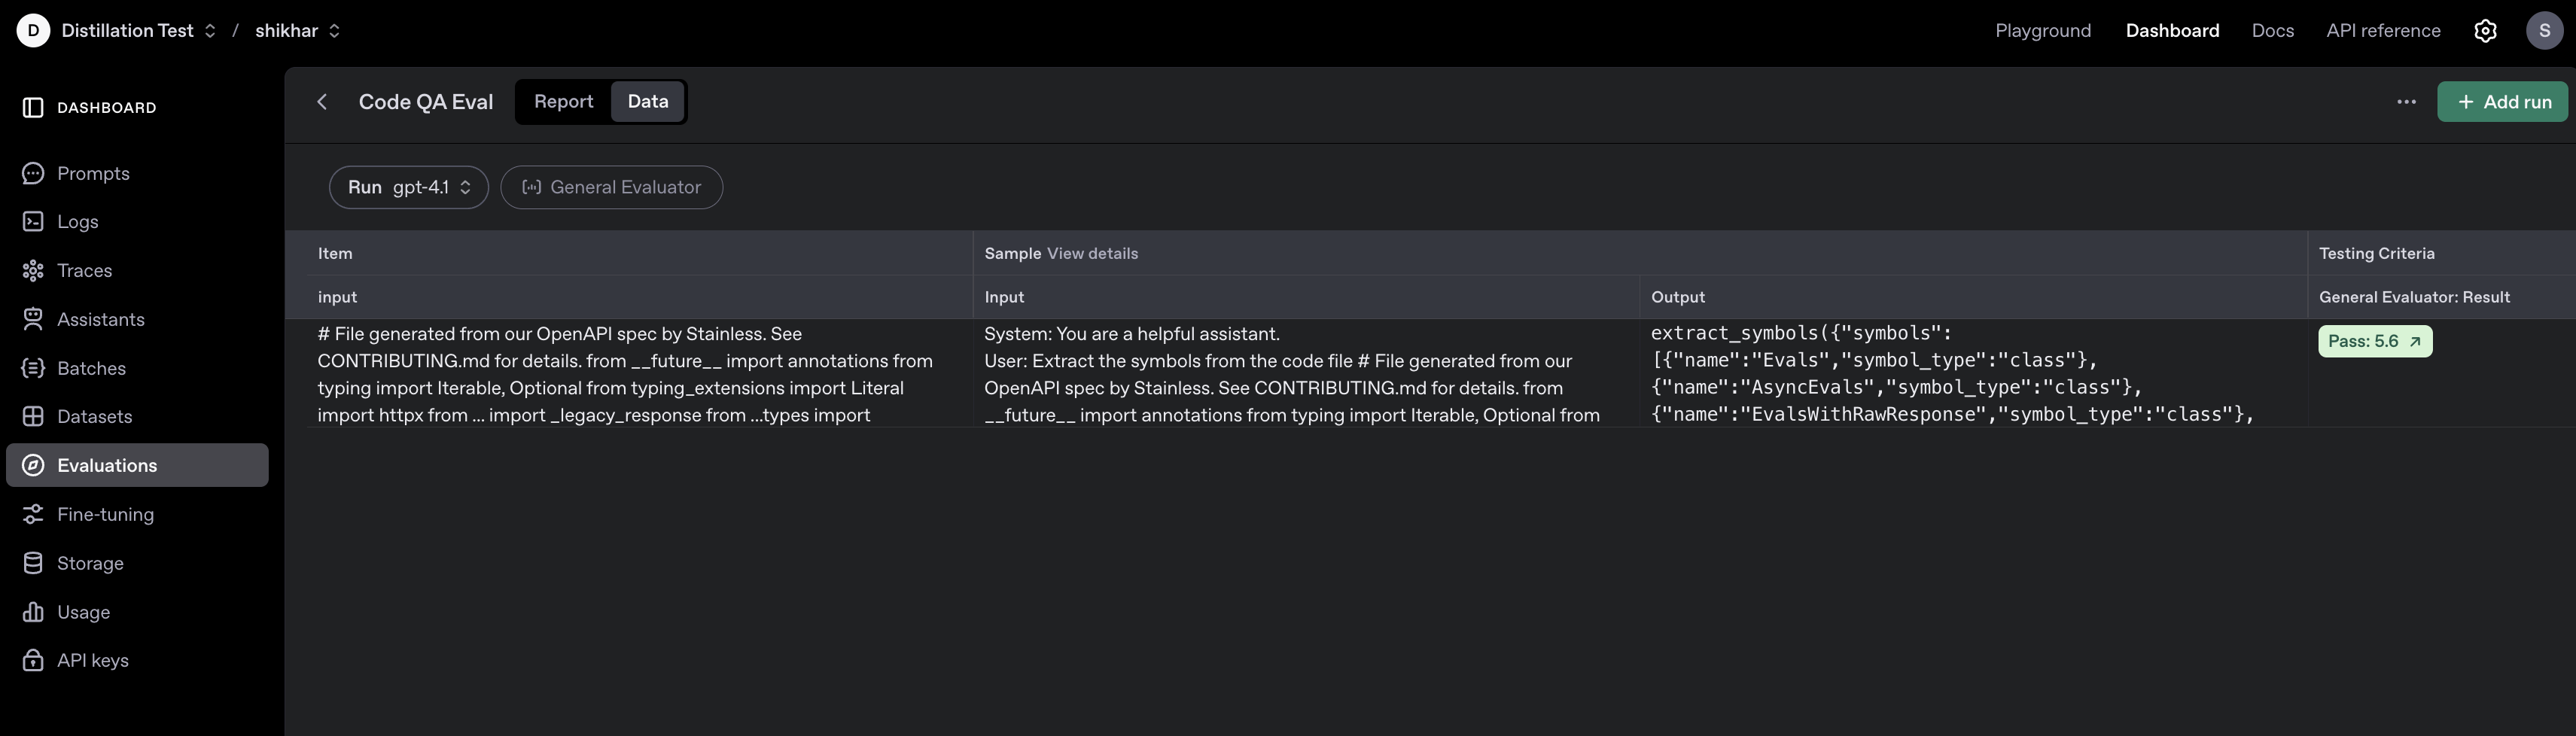 D Distillation Test / shikhar
Playground Dashboard Docs API reference S
DASHBOARD
Prompts
Logs
Traces
Assistants
Batches
Datasets
Evaluations
Fine-tuning
Storage
Usage
API keys
Code QA Eval Report Data
... + Add run
Run gpt-4.1 General Evaluator
Item
Sample View details
Testing Criteria
input
Input
Output
General Evaluator: Result
# File generated from our OpenAPI spec by Stainless. See
CONTRIBUTING.md for details. from __future__ import annotations from
typing import Iterable, Optional from typing_extensions import Literal
import httpx from ... import _legacy_response from ...types import
System: You are a helpful assistant.
User: Extract the symbols from the code file # File generated from our
OpenAPI spec by Stainless. See CONTRIBUTING.md for details. from
__future__ import annotations from typing import Iterable, Optional from
extract_symbols({"symbols":
[{"name":"Evals","symbol_type":"class"},
{"name":"AsyncEvals","symbol_type":"class"},
{"name":"EvalsWithRawResponse","symbol_type":"class"},
Pass: 5.6